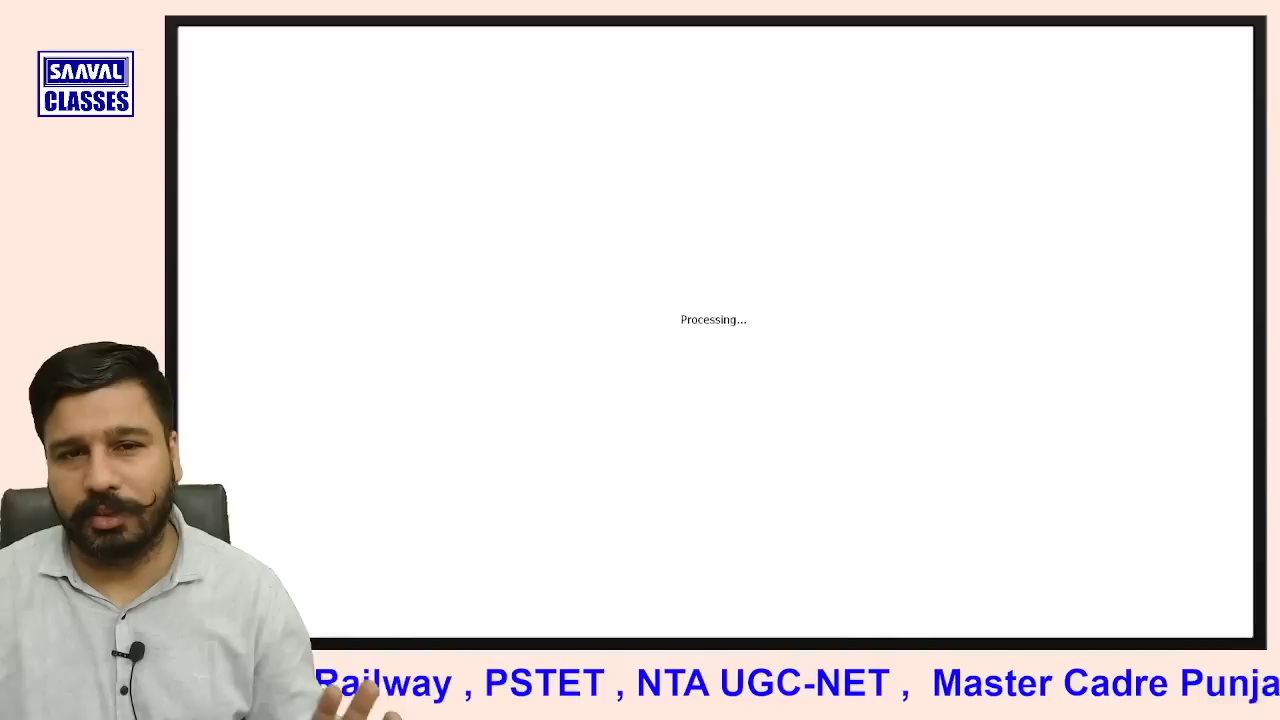 SAAVAL
CLASSES
Processing...
Railway , PSTET , NTA UGC-NET , Master Cadre Punja